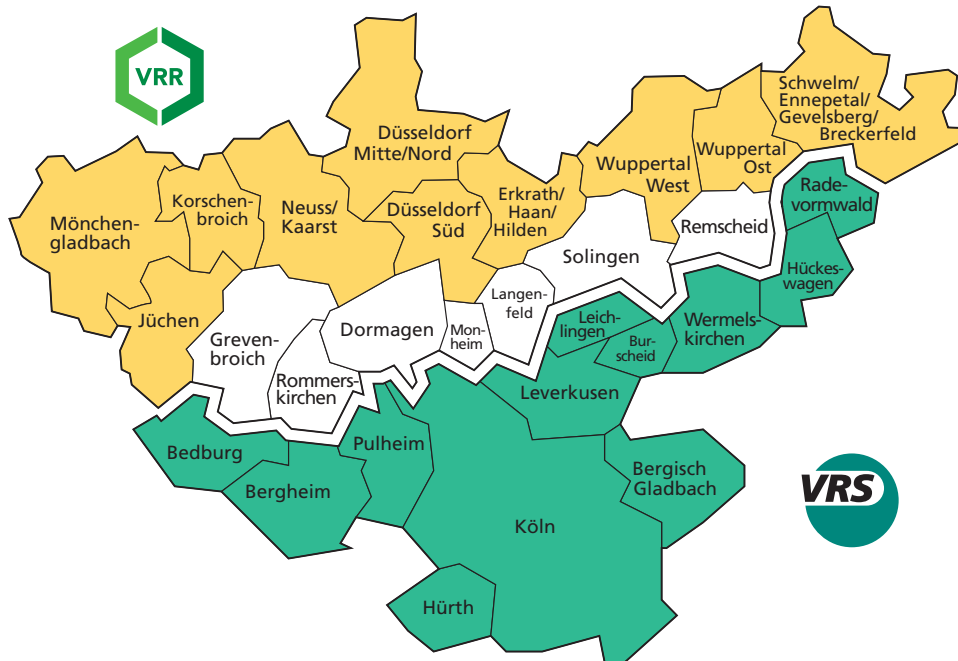 VRR
Schwelm/
Ennepetal/
Gevelsberg/
Breckerfeld
Düsseldorf
Mitte/Nord
Wuppertal
West
Wuppertal
Ost
Mönchen-
gladbach
Korschen-
broich
Neuss/
Kaarst
Düsseldorf
Süd
Erkrath/
Haan/
Hilden
Rade-
vormwald
Remscheid
Solingen
Hückes-
wagen
Jüchen
Greven-
broich
Dormagen
Mon-
heim
Langen-
feld
Leich-
lingen
Bur-
scheid
Wermels-
kirchen
Rommers-
kirchen
Leverkusen
Bedburg
Bergheim
Pulheim
Bergisch
Gladbach
VRS
Köln
Hürth